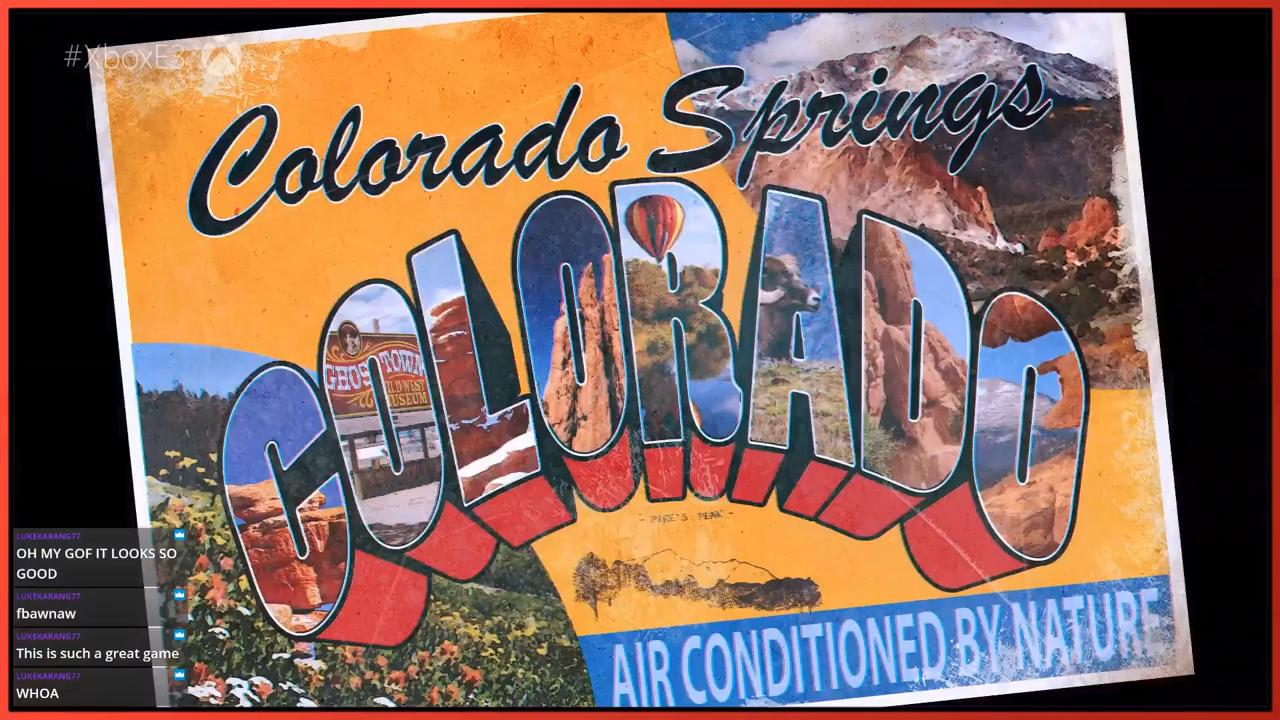 #XboxE3
Colorado Springs
COLORADO
GHOST TOWN
WILD WEST
MUSEUM
- PIKE'S PEAK -
AIR CONDITIONED BY NATURE
LUKEKARANG77
OH MY GOF IT LOOKS SO
GOOD
LUKEKARANG77
fbawnaw
LUKEKARANG77
This is such a great game
LUKEKARANG77
WHOA